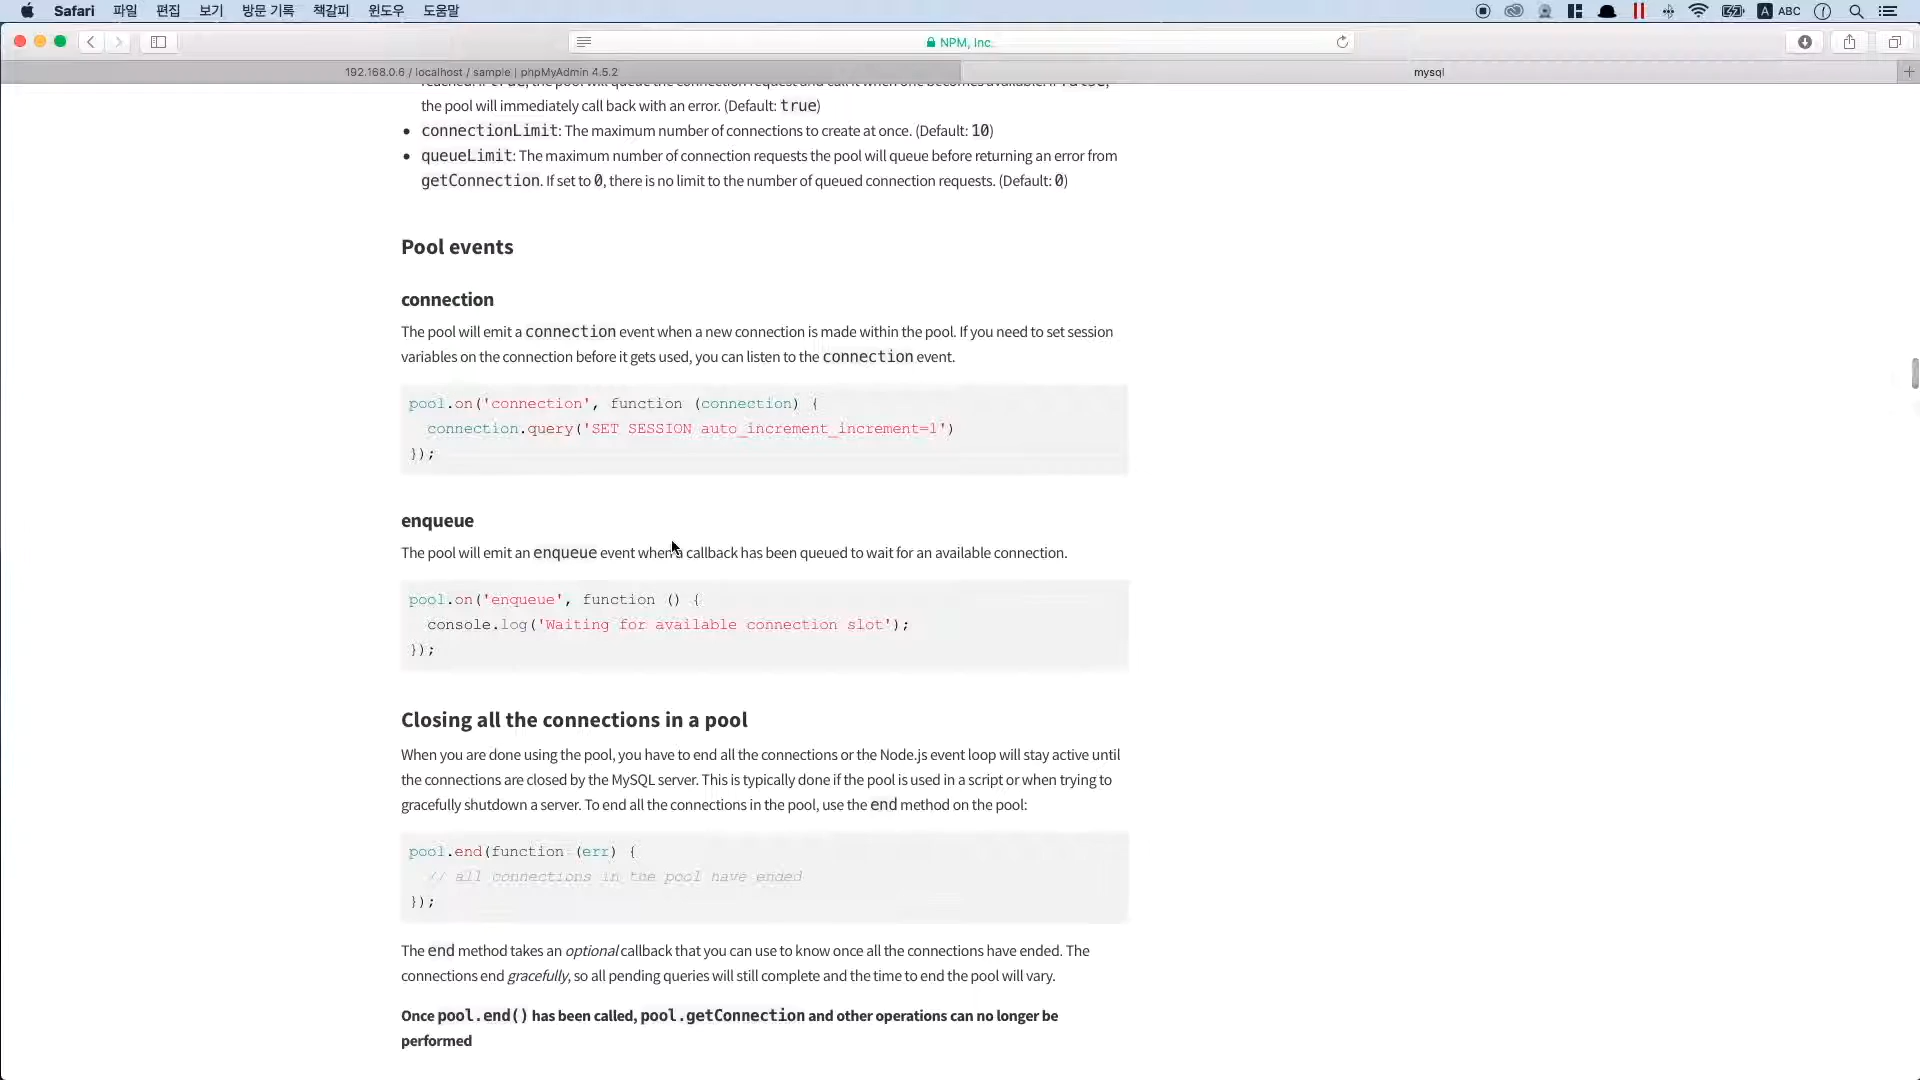 Safari 파일 편집 보기 방문 기록 책갈피 윈도우 도움말 A ABC
NPM, Inc.
192.168.0.6 / localhost / sample | phpMyAdmin 4.5.2
mysql
the pool will immediately call back with an error. (Default: true)
• connectionLimit: The maximum number of connections to create at once. (Default: 10)
• queueLimit: The maximum number of connection requests the pool will queue before returning an error from
getConnection. If set to 0, there is no limit to the number of queued connection requests. (Default: 0)
Pool events
connection
The pool will emit a connection event when a new connection is made within the pool. If you need to set session
variables on the connection before it gets used, you can listen to the connection event.
pool.on('connection', function (connection) {
  connection.query('SET SESSION auto_increment_increment=1')
});
enqueue
The pool will emit an enqueue event when a callback has been queued to wait for an available connection.
pool.on('enqueue', function () {
  console.log('Waiting for available connection slot');
});
Closing all the connections in a pool
When you are done using the pool, you have to end all the connections or the Node.js event loop will stay active until
the connections are closed by the MySQL server. This is typically done if the pool is used in a script or when trying to
gracefully shutdown a server. To end all the connections in the pool, use the end method on the pool:
pool.end(function (err) {
  // all connections in the pool have ended
});
The end method takes an optional callback that you can use to know once all the connections have ended. The
connections end gracefully, so all pending queries will still complete and the time to end the pool will vary.
Once pool.end() has been called, pool.getConnection and other operations can no longer be
performed